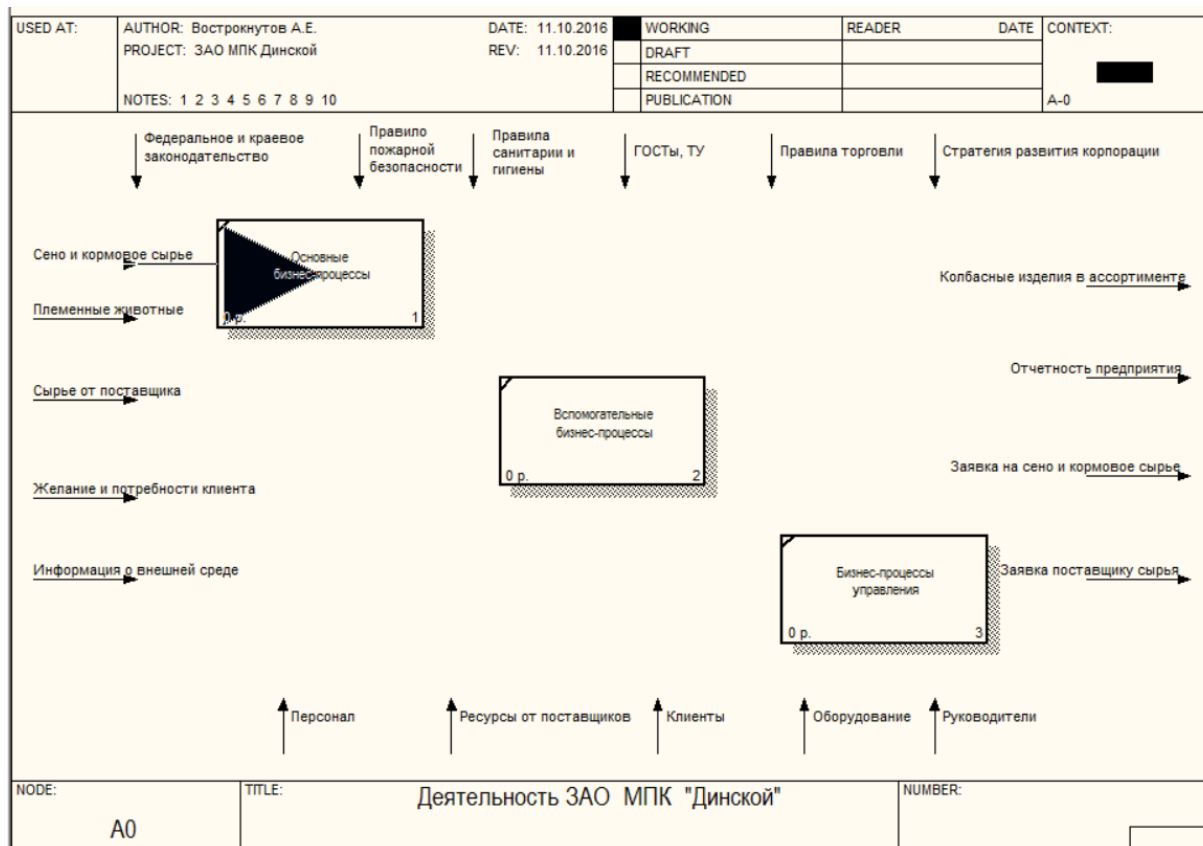 USED AT:
AUTHOR: Вострокнутов А.Е.
DATE: 11.10.2016
WORKING
READER
DATE
CONTEXT:
PROJECT: ЗАО МПК Динской
REV: 11.10.2016
DRAFT
RECOMMENDED
NOTES: 1 2 3 4 5 6 7 8 9 10
PUBLICATION
A-0
Федеральное и краевое
законодательство
Правило
пожарной
безопасности
Правила
санитарии и
гигиены
ГОСТы, ТУ
Правила торговли
Стратегия развития корпорации
Сено и кормовое сырье
Основные
бизнес-процессы
0 р.
1
Племенные животные
Колбасные изделия в ассортименте
Сырье от поставщика
Отчетность предприятия
Вспомогательные
бизнес-процессы
0 р.
2
Желание и потребности клиента
Заявка на сено и кормовое сырье
Информация о внешней среде
Бизнес-процессы
управления
0 р.
3
Заявка поставщику сырья
Персонал
Ресурсы от поставщиков
Клиенты
Оборудование
Руководители
NODE:
A0
TITLE:
Деятельность ЗАО МПК "Динской"
NUMBER: